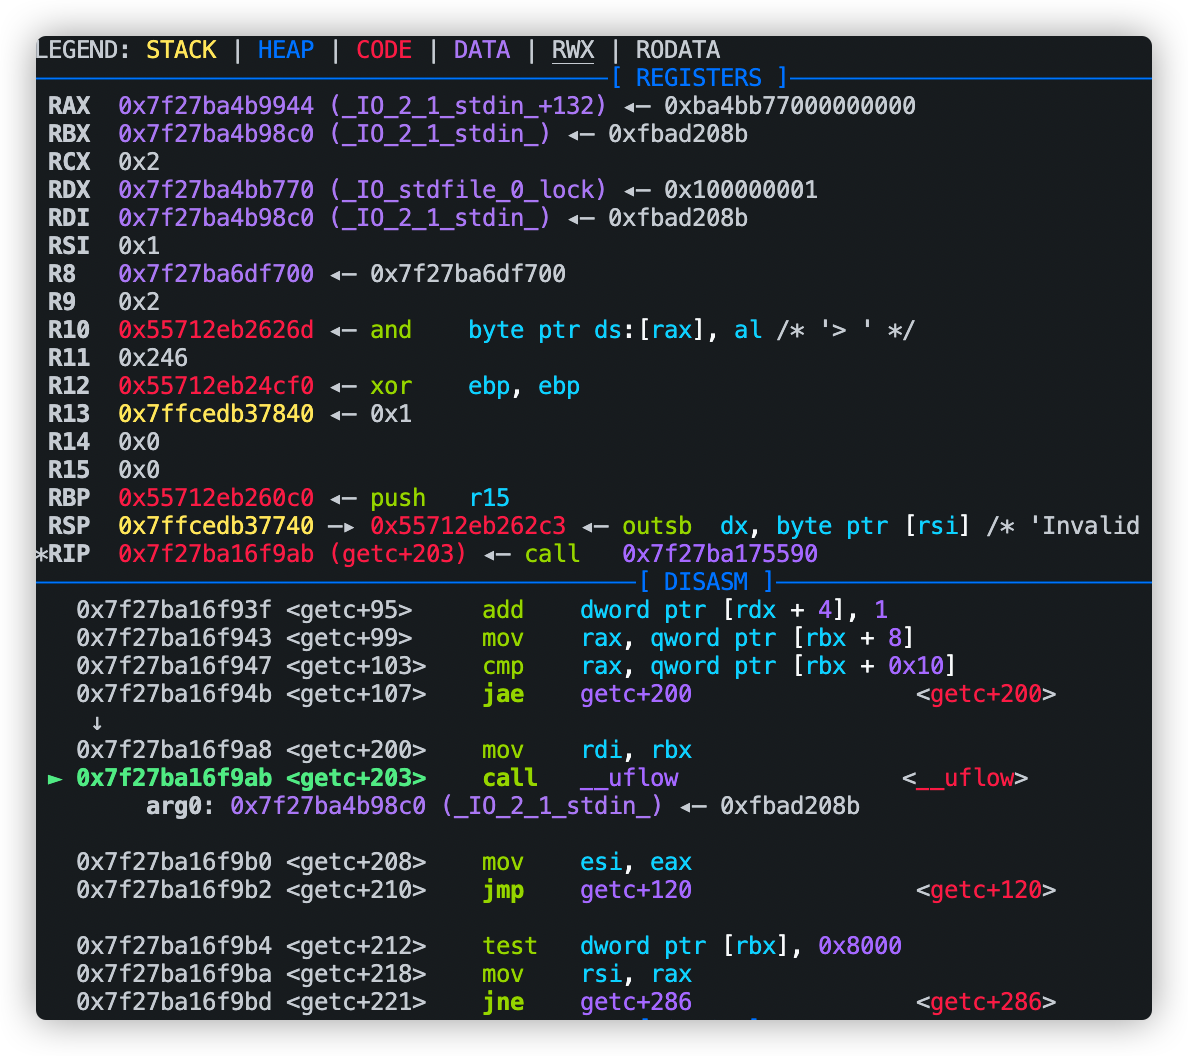 LEGEND: STACK | HEAP | CODE | DATA | RWX | RODATA
[ REGISTERS ]
RAX  0x7f27ba4b9944 (_IO_2_1_stdin_+132) ◂— 0xba4bb77000000000
RBX  0x7f27ba4b98c0 (_IO_2_1_stdin_) ◂— 0xfbad208b
RCX  0x2
RDX  0x7f27ba4bb770 (_IO_stdfile_0_lock) ◂— 0x100000001
RDI  0x7f27ba4b98c0 (_IO_2_1_stdin_) ◂— 0xfbad208b
RSI  0x1
R8   0x7f27ba6df700 ◂— 0x7f27ba6df700
R9   0x2
R10  0x55712eb2626d ◂— and    byte ptr ds:[rax], al /* '> ' */
R11  0x246
R12  0x55712eb24cf0 ◂— xor    ebp, ebp
R13  0x7ffcedb37840 ◂— 0x1
R14  0x0
R15  0x0
RBP  0x55712eb260c0 ◂— push   r15
RSP  0x7ffcedb37740 —▸ 0x55712eb262c3 ◂— outsb  dx, byte ptr [rsi] /* 'Invalid
*RIP  0x7f27ba16f9ab (getc+203) ◂— call   0x7f27ba175590
[ DISASM ]
0x7f27ba16f93f <getc+95>     add    dword ptr [rdx + 4], 1
0x7f27ba16f943 <getc+99>     mov    rax, qword ptr [rbx + 8]
0x7f27ba16f947 <getc+103>    cmp    rax, qword ptr [rbx + 0x10]
0x7f27ba16f94b <getc+107>    jae    getc+200                <getc+200>
↓
0x7f27ba16f9a8 <getc+200>    mov    rdi, rbx
► 0x7f27ba16f9ab <getc+203>    call   __uflow                <__uflow>
arg0: 0x7f27ba4b98c0 (_IO_2_1_stdin_) ◂— 0xfbad208b
0x7f27ba16f9b0 <getc+208>    mov    esi, eax
0x7f27ba16f9b2 <getc+210>    jmp    getc+120                <getc+120>
0x7f27ba16f9b4 <getc+212>    test   dword ptr [rbx], 0x8000
0x7f27ba16f9ba <getc+218>    mov    rsi, rax
0x7f27ba16f9bd <getc+221>    jne    getc+286                <getc+286>